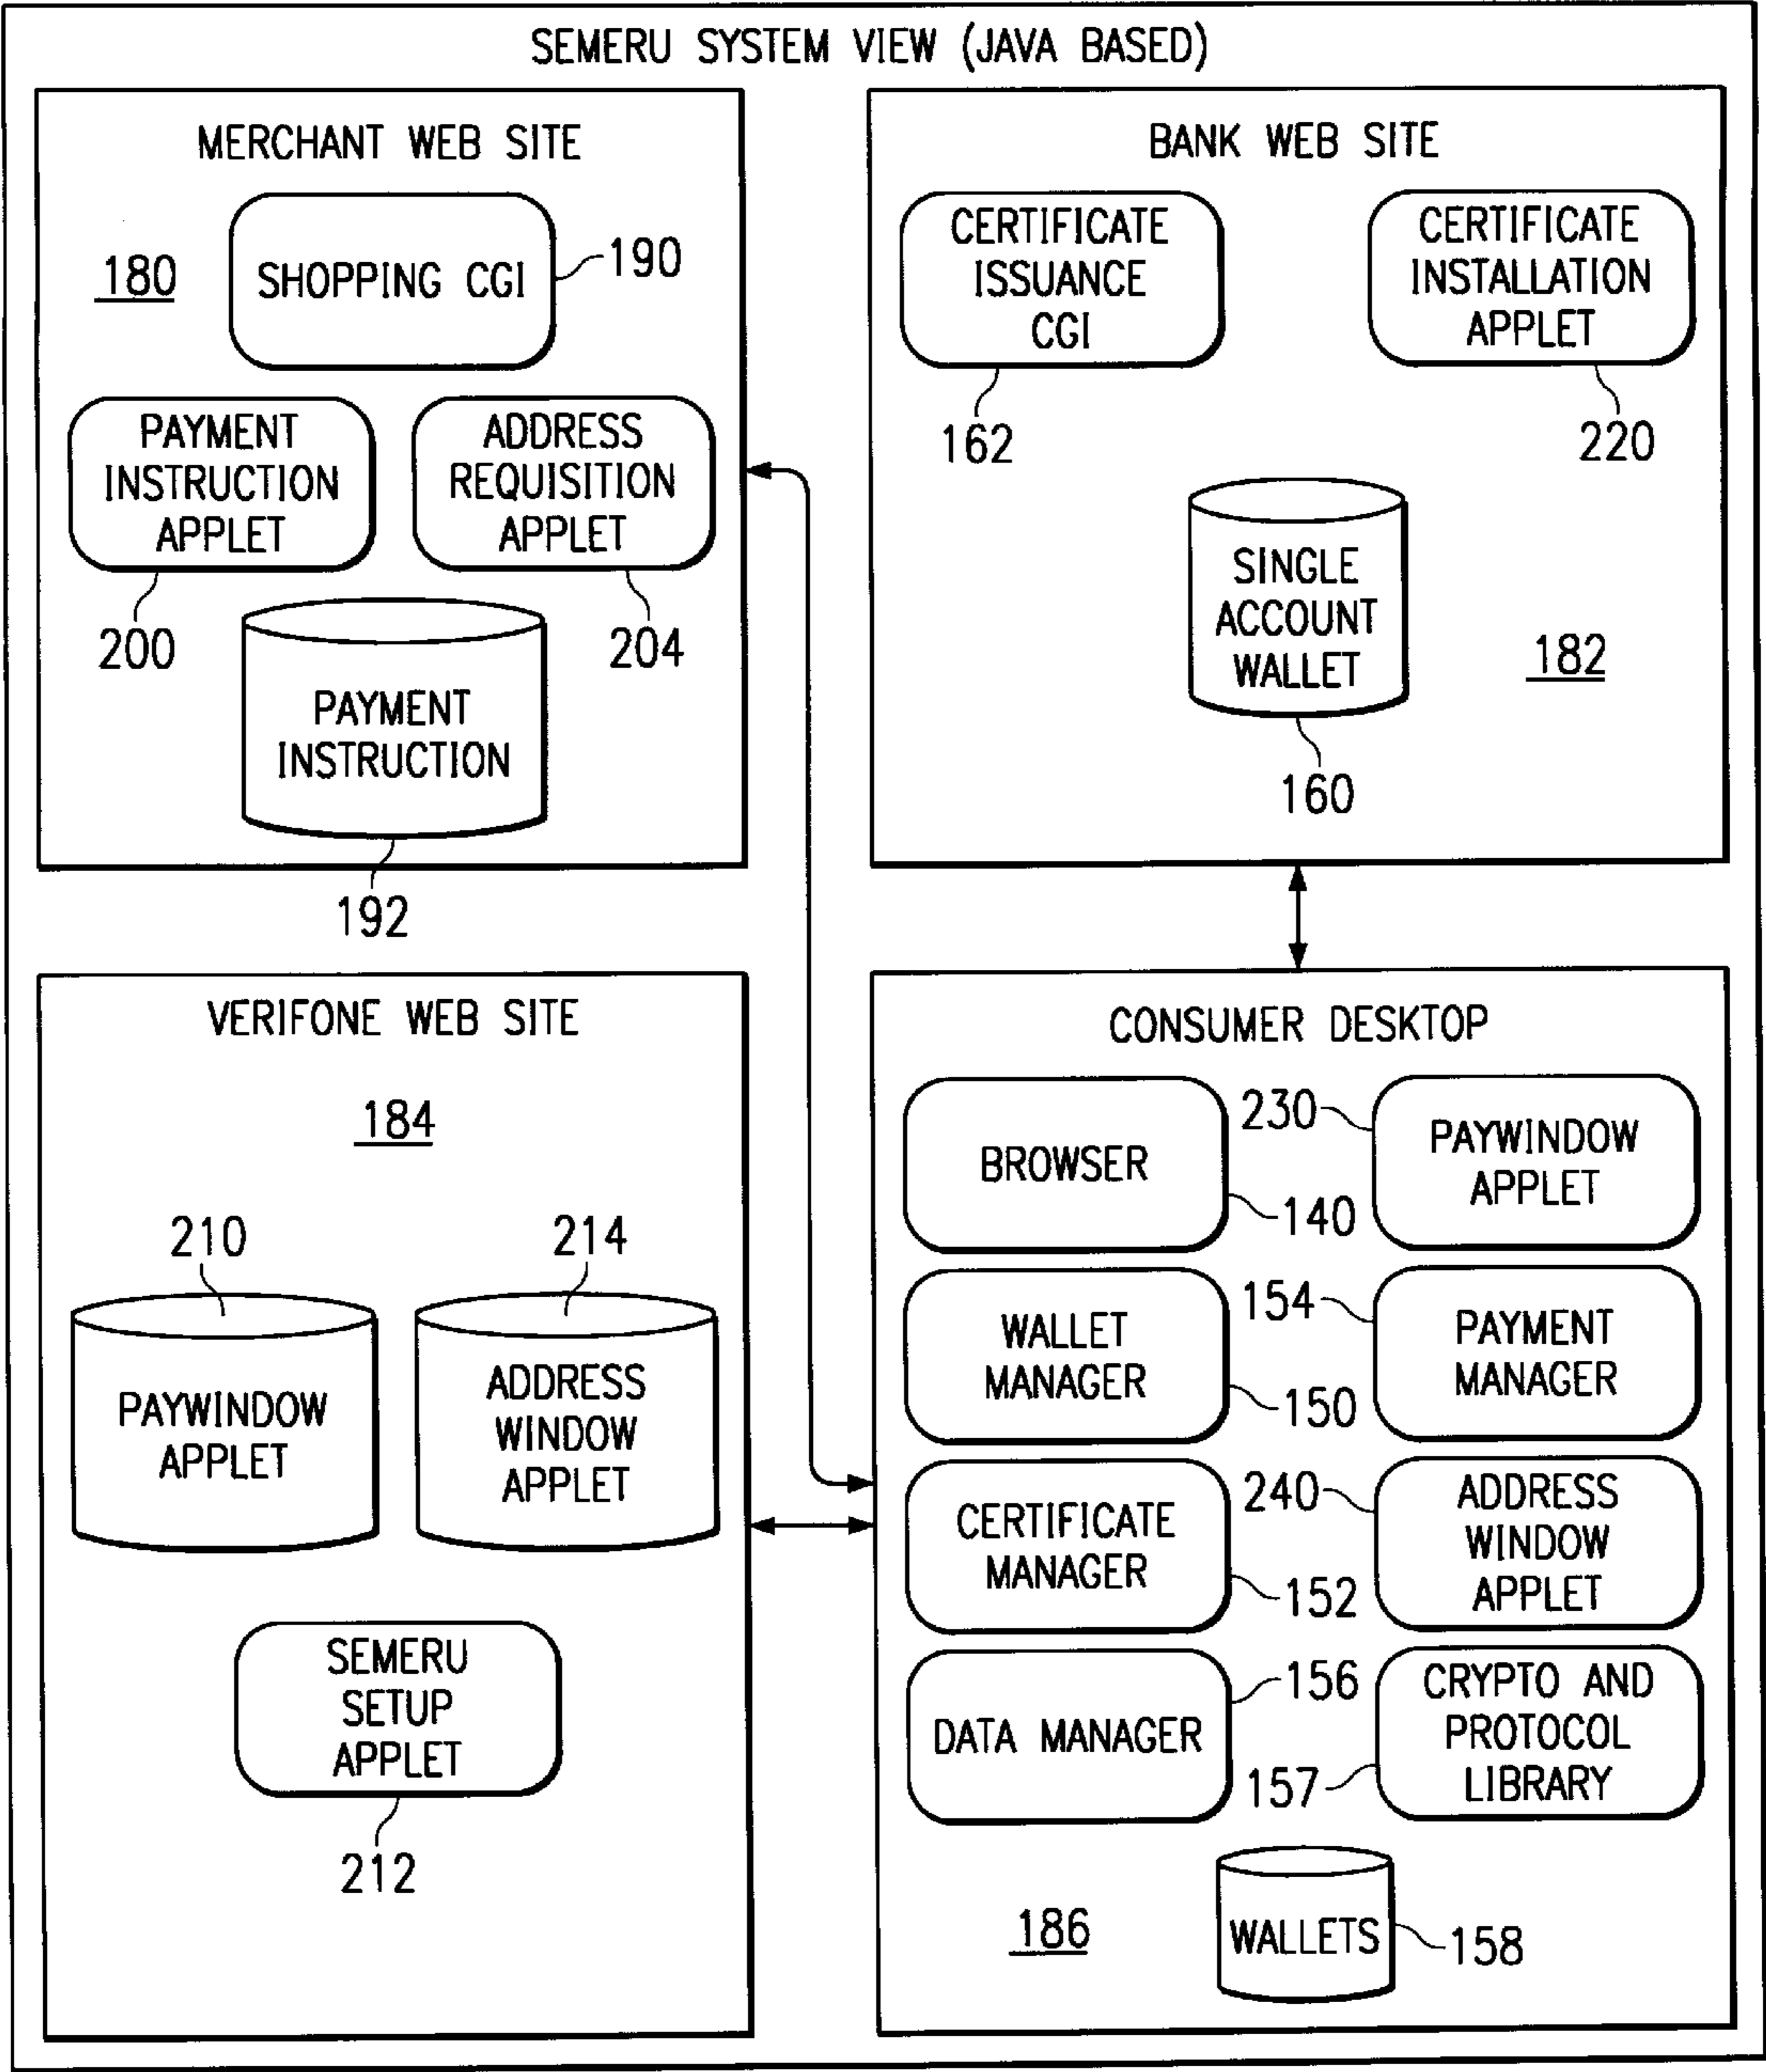 SEMERU SYSTEM VIEW (JAVA BASED)
MERCHANT WEB SITE
180
SHOPPING CGI
190
PAYMENT
INSTRUCTION
APPLET
200
ADDRESS
REQUISITION
APPLET
204
PAYMENT
INSTRUCTION
192
BANK WEB SITE
CERTIFICATE
ISSUANCE
CGI
162
CERTIFICATE
INSTALLATION
APPLET
220
SINGLE
ACCOUNT
WALLET
160
182
VERIFONE WEB SITE
184
210
PAYWINDOW
APPLET
214
ADDRESS
WINDOW
APPLET
SEMERU
SETUP
APPLET
212
CONSUMER DESKTOP
BROWSER
140
230
PAYWINDOW
APPLET
WALLET
MANAGER
150
154
PAYMENT
MANAGER
CERTIFICATE
MANAGER
152
240
ADDRESS
WINDOW
APPLET
DATA MANAGER
156
157
CRYPTO AND
PROTOCOL
LIBRARY
186
WALLETS
158